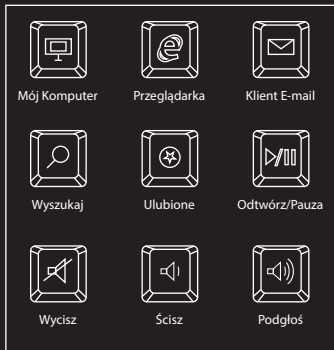 Mój Komputer Przeglądarka Klient E-mail
Wyszukaj Ulubione Odtwórz/Pauza
Wycisz Ścisz Podgłoś